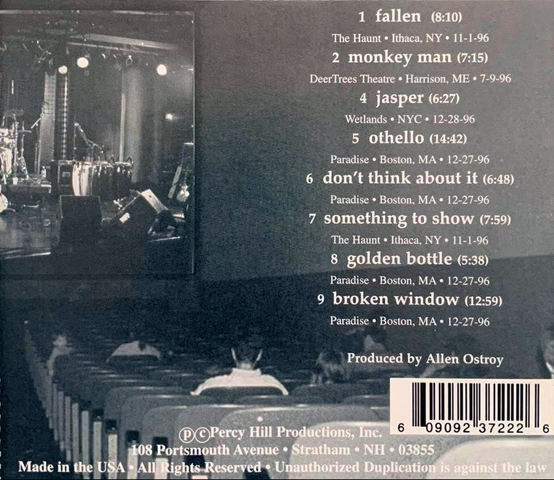 1 fallen (8:10)
The Haunt • Ithaca, NY • 11-1-96
2 monkey man (7:15)
DeerTrees Theatre • Harrison, ME • 7-9-96
4 jasper (6:27)
Wetlands • NYC • 12-28-96
5 othello (14:42)
Paradise • Boston, MA • 12-27-96
6 don't think about it (6:48)
Paradise • Boston, MA • 12-27-96
7 something to show (7:59)
The Haunt • Ithaca, NY • 11-1-96
8 golden bottle (5:38)
Paradise • Boston, MA • 12-27-96
9 broken window (12:59)
Paradise • Boston, MA • 12-27-96
Produced by Allen Ostroy
6 09092 37222 6
ⓟ©Percy Hill Productions, Inc.
108 Portsmouth Avenue • Stratham • NH • 03855
Made in the USA • All Rights Reserved • Unauthorized Duplication is against the law